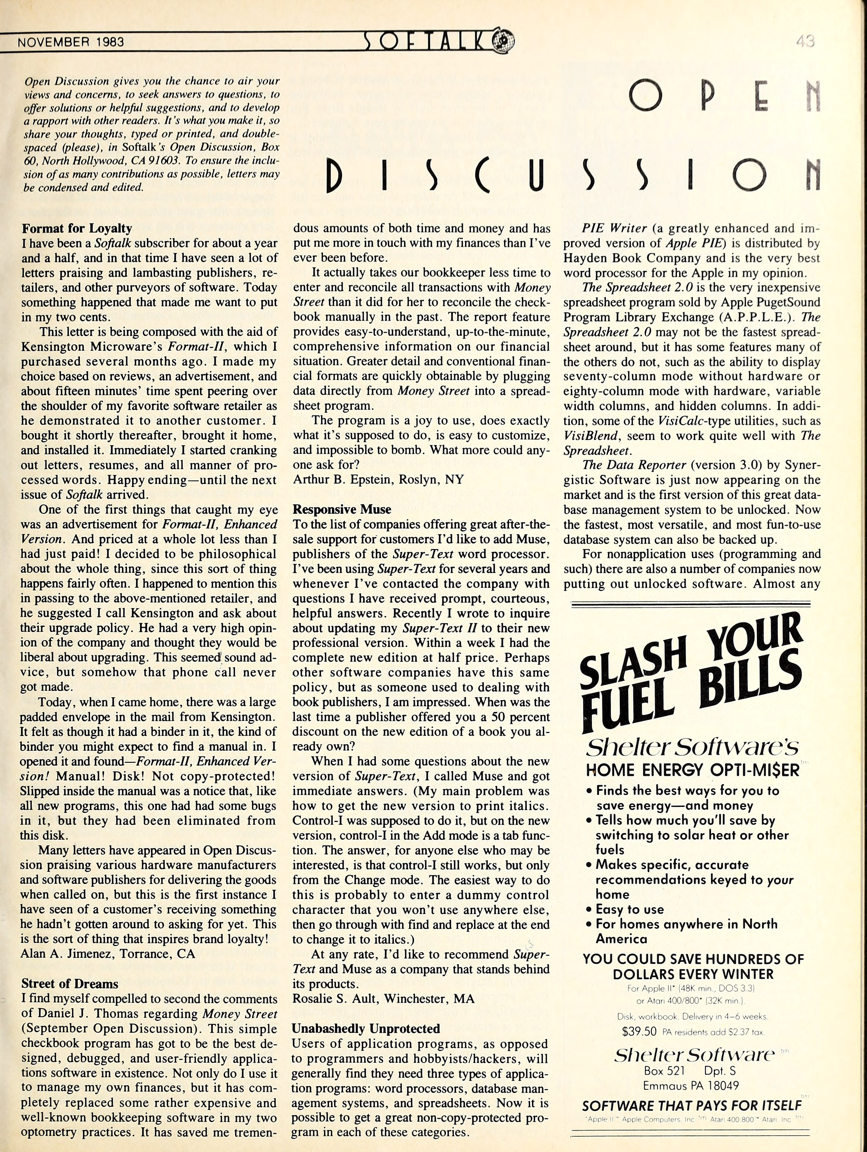 NOVEMBER 1983
SOFTALK
43
Open Discussion gives you the chance to air your
views and concerns, to seek answers to questions, to
offer solutions or helpful suggestions, and to develop
a rapport with other readers. It's what you make it, so
share your thoughts, typed or printed, and double-
spaced (please), in Softalk's Open Discussion, Box
60, North Hollywood, CA 91603. To ensure the inclu-
sion of as many contributions as possible, letters may
be condensed and edited.
OPEN
DISCUSSION
Format for Loyalty
I have been a Softalk subscriber for about a year
and a half, and in that time I have seen a lot of
letters praising and lambasting publishers, re-
tailers, and other purveyors of software. Today
something happened that made me want to put
in my two cents.
This letter is being composed with the aid of
Kensington Microware's Format-II, which I
purchased several months ago. I made my
choice based on reviews, an advertisement, and
about fifteen minutes' time spent peering over
the shoulder of my favorite software retailer as
he demonstrated it to another customer. I
bought it shortly thereafter, brought it home,
and installed it. Immediately I started cranking
out letters, resumes, and all manner of pro-
cessed words. Happy ending—until the next
issue of Softalk arrived.
One of the first things that caught my eye
was an advertisement for Format-II, Enhanced
Version. And priced at a whole lot less than I
had just paid! I decided to be philosophical
about the whole thing, since this sort of thing
happens fairly often. I happened to mention this
in passing to the above-mentioned retailer, and
he suggested I call Kensington and ask about
their upgrade policy. He had a very high opin-
ion of the company and thought they would be
liberal about upgrading. This seemed sound ad-
vice, but somehow that phone call never
got made.
Today, when I came home, there was a large
padded envelope in the mail from Kensington.
It felt as though it had a binder in it, the kind of
binder you might expect to find a manual in. I
opened it and found—Format-II, Enhanced Ver-
sion! Manual! Disk! Not copy-protected!
Slipped inside the manual was a notice that, like
all new programs, this one had had some bugs
in it, but they had been eliminated from
this disk.
Many letters have appeared in Open Discus-
sion praising various hardware manufacturers
and software publishers for delivering the goods
when called on, but this is the first instance I
have seen of a customer's receiving something
he hadn't gotten around to asking for yet. This
is the sort of thing that inspires brand loyalty!
Alan A. Jimenez, Torrance, CA
Street of Dreams
I find myself compelled to second the comments
of Daniel J. Thomas regarding Money Street
(September Open Discussion). This simple
checkbook program has got to be the best de-
signed, debugged, and user-friendly applica-
tions software in existence. Not only do I use it
to manage my own finances, but it has com-
pletely replaced some rather expensive and
well-known bookkeeping software in my two
optometry practices. It has saved me tremen-
dous amounts of both time and money and has
put me more in touch with my finances than I've
ever been before.
It actually takes our bookkeeper less time to
enter and reconcile all transactions with Money
Street than it did for her to reconcile the check-
book manually in the past. The report feature
provides easy-to-understand, up-to-the-minute,
comprehensive information on our financial
situation. Greater detail and conventional finan-
cial formats are quickly obtainable by plugging
data directly from Money Street into a spread-
sheet program.
The program is a joy to use, does exactly
what it's supposed to do, is easy to customize,
and impossible to bomb. What more could any-
one ask for?
Arthur B. Epstein, Roslyn, NY
Responsive Muse
To the list of companies offering great after-the-
sale support for customers I'd like to add Muse,
publishers of the Super-Text word processor.
I've been using Super-Text for several years and
whenever I've contacted the company with
questions I have received prompt, courteous,
helpful answers. Recently I wrote to inquire
about updating my Super-Text II to their new
professional version. Within a week I had the
complete new edition at half price. Perhaps
other software companies have this same
policy, but as someone used to dealing with
book publishers, I am impressed. When was the
last time a publisher offered you a 50 percent
discount on the new edition of a book you al-
ready own?
When I had some questions about the new
version of Super-Text, I called Muse and got
immediate answers. (My main problem was
how to get the new version to print italics.
Control-I was supposed to do it, but on the new
version, control-I in the Add mode is a tab func-
tion. The answer, for anyone else who may be
interested, is that control-I still works, but only
from the Change mode. The easiest way to do
this is probably to enter a dummy control
character that you won't use anywhere else,
then go through with find and replace at the end
to change it to italics.)
At any rate, I'd like to recommend Super-
Text and Muse as a company that stands behind
its products.
Rosalie S. Ault, Winchester, MA
Unabashedly Unprotected
Users of application programs, as opposed
to programmers and hobbyists/hackers, will
generally find they need three types of applica-
tion programs: word processors, database man-
agement systems, and spreadsheets. Now it is
possible to get a great non-copy-protected pro-
gram in each of these categories.
PIE Writer (a greatly enhanced and im-
proved version of Apple PIE) is distributed by
Hayden Book Company and is the very best
word processor for the Apple in my opinion.
The Spreadsheet 2.0 is the very inexpensive
spreadsheet program sold by Apple PugetSound
Program Library Exchange (A.P.P.L.E.). The
Spreadsheet 2.0 may not be the fastest spread-
sheet around, but it has some features many of
the others do not, such as the ability to display
seventy-column mode without hardware or
eighty-column mode with hardware, variable
width columns, and hidden columns. In addi-
tion, some of the VisiCalc-type utilities, such as
VisiBlend, seem to work quite well with The
Spreadsheet.
The Data Reporter (version 3.0) by Syner-
gistic Software is just now appearing on the
market and is the first version of this great data-
base management system to be unlocked. Now
the fastest, most versatile, and most fun-to-use
database system can also be backed up.
For nonapplication uses (programming and
such) there are also a number of companies now
putting out unlocked software. Almost any
SLASH YOUR
FUEL BILLS
Shelter Software's
HOME ENERGY OPTI-MI$ER™
• Finds the best ways for you to
save energy—and money
• Tells how much you'll save by
switching to solar heat or other
fuels
• Makes specific, accurate
recommendations keyed to your
home
• Easy to use
• For homes anywhere in North
America
YOU COULD SAVE HUNDREDS OF
DOLLARS EVERY WINTER
For Apple II* (48K min., DOS 3.3)
or Atari 400/800* (32K min.).
Disk, workbook. Delivery in 4–6 weeks.
$39.50 PA residents add $2.37 tax.
Shelter Software™
Box 521 Dpt. S
Emmaus PA 18049
SOFTWARE THAT PAYS FOR ITSELF™
*Apple II™ Apple Computers, Inc.™ Atari 400 800™ Atari, Inc.™